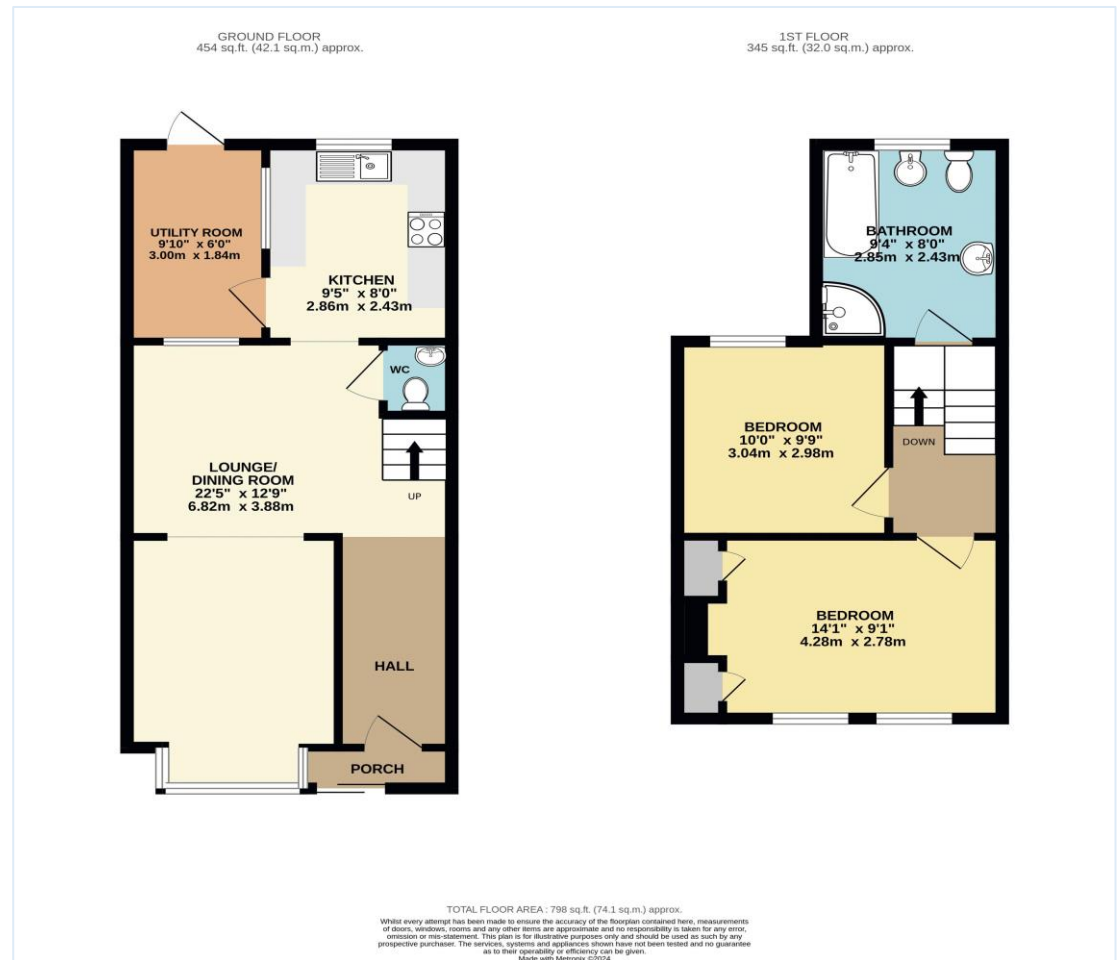 GROUND FLOOR
454 sq.ft. (42.1 sq.m.) approx.
1ST FLOOR
345 sq.ft. (32.0 sq.m.) approx.
UTILITY ROOM
9'10" x 6'0"
3.00m x 1.84m
KITCHEN
9'5" x 8'0"
2.86m x 2.43m
WC
LOUNGE/
DINING ROOM
22'5" x 12'9"
6.82m x 3.88m
UP
HALL
PORCH
BATHROOM
9'4" x 8'0"
2.85m x 2.43m
BEDROOM
10'0" x 9'9"
3.04m x 2.98m
DOWN
BEDROOM
14'1" x 9'1"
4.28m x 2.78m
TOTAL FLOOR AREA : 798 sq.ft. (74.1 sq.m.) approx.
Whilst every attempt has been made to ensure the accuracy of the floorplan contained here, measurements
of doors, windows, rooms and any other items are approximate and no responsibility is taken for any error,
omission or mis-statement. This plan is for illustrative purposes only and should be used as such by any
prospective purchaser. The services, systems and appliances shown have not been tested and no guarantee
as to their operability or efficiency can be given.
Made with Metropix ©2024